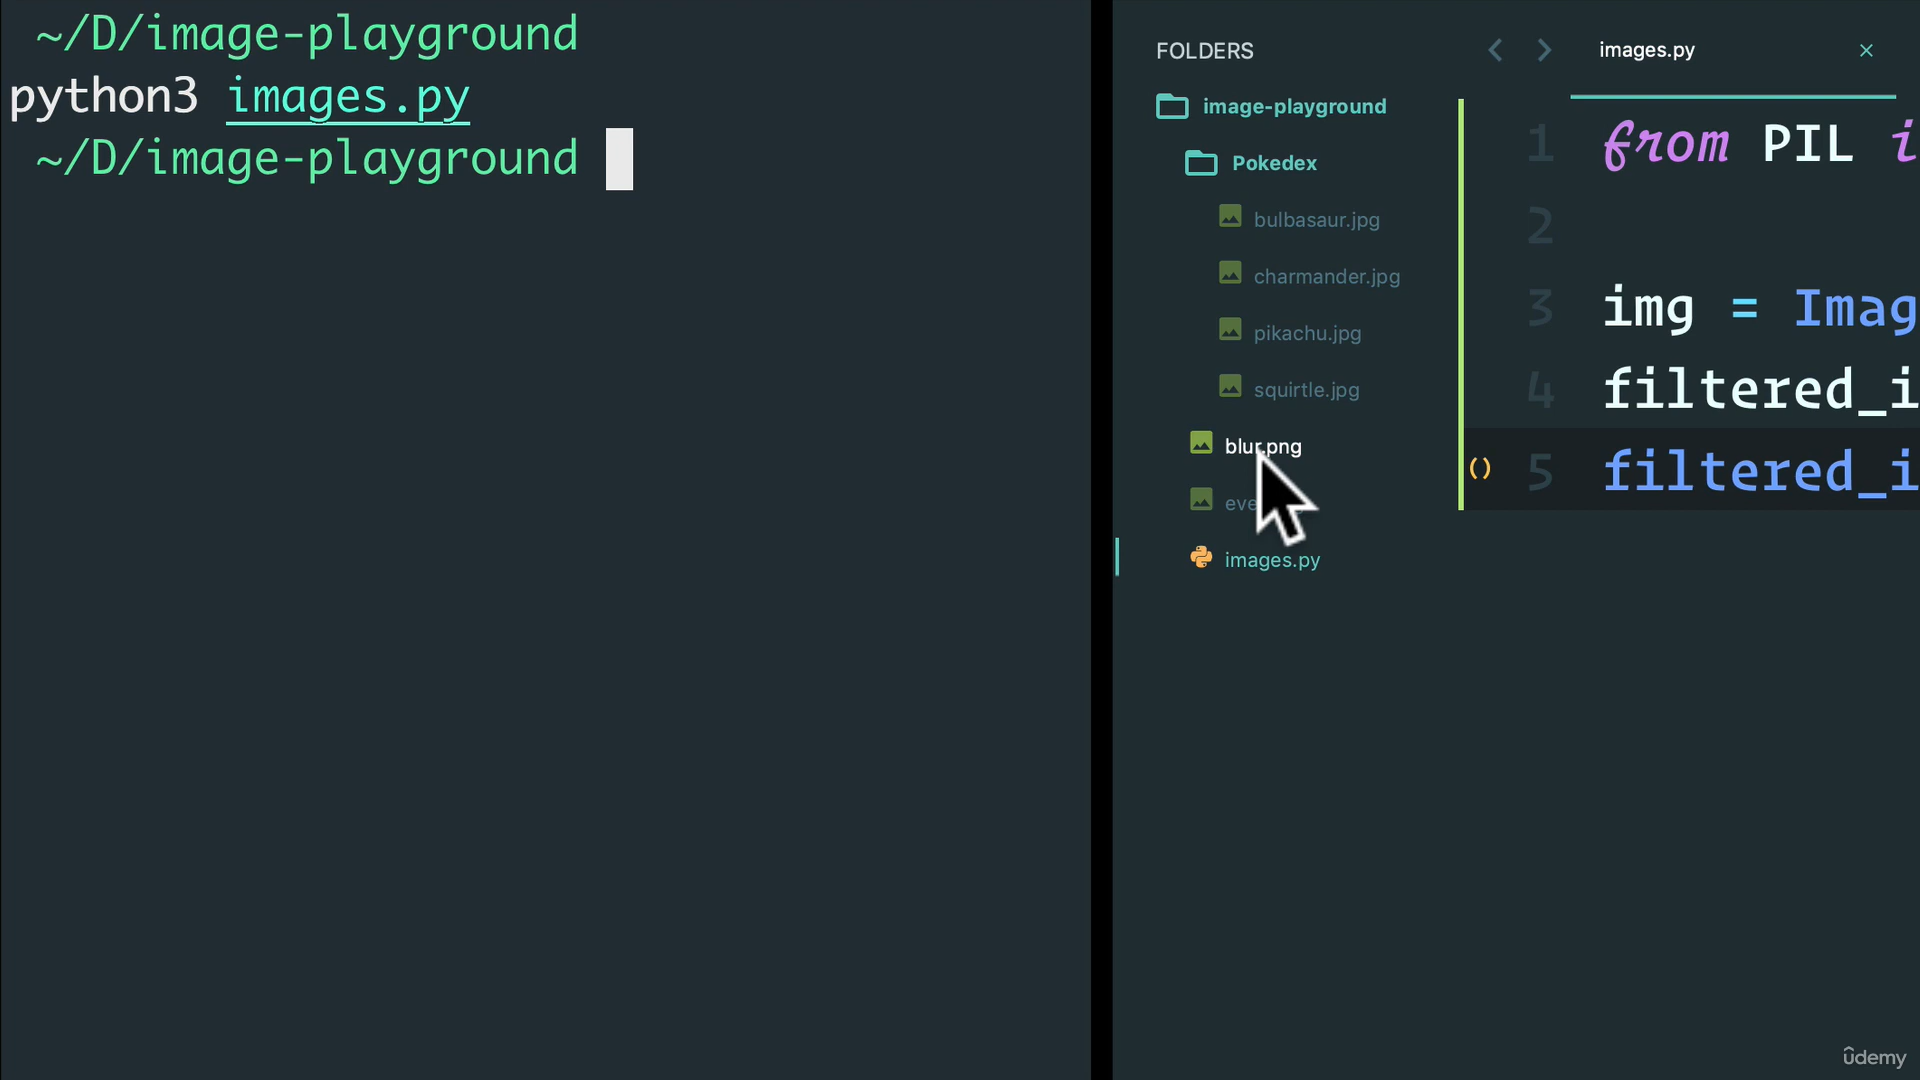 ~/D/image-playground
python3 images.py
~/D/image-playground
FOLDERS
image-playground
Pokedex
bulbasaur.jpg
charmander.jpg
pikachu.jpg
squirtle.jpg
blur.png
images.py
images.py
1 from PIL i
2
3 img = Imag
4 filtered_i
() 5 filtered_i
ûdemy